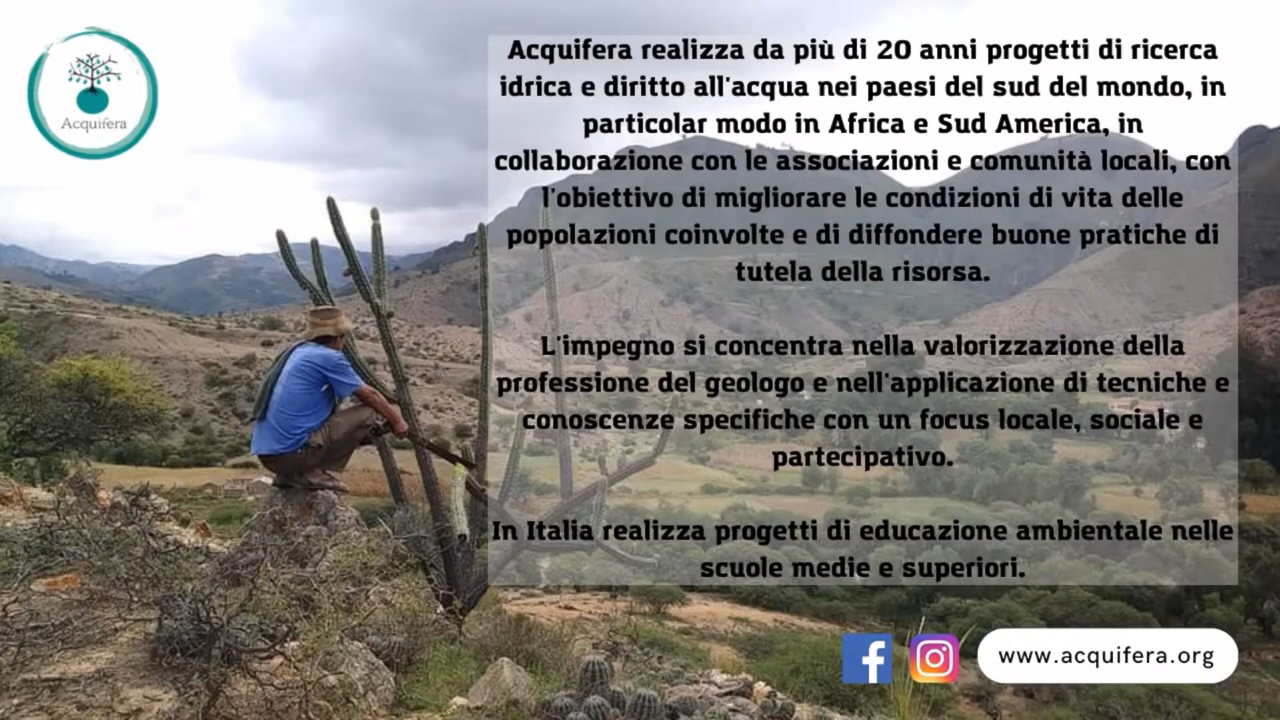 Acquifera
Acquifera realizza da più di 20 anni progetti di ricerca
idrica e diritto all'acqua nei paesi del sud del mondo, in
particolar modo in Africa e Sud America, in
collaborazione con le associazioni e comunità locali, con
l'obiettivo di migliorare le condizioni di vita delle
popolazioni coinvolte e di diffondere buone pratiche di
tutela della risorsa.
L'impegno si concentra nella valorizzazione della
professione del geologo e nell'applicazione di tecniche e
conoscenze specifiche con un focus locale, sociale e
partecipativo.
In Italia realizza progetti di educazione ambientale nelle
scuole medie e superiori.
www.acquifera.org